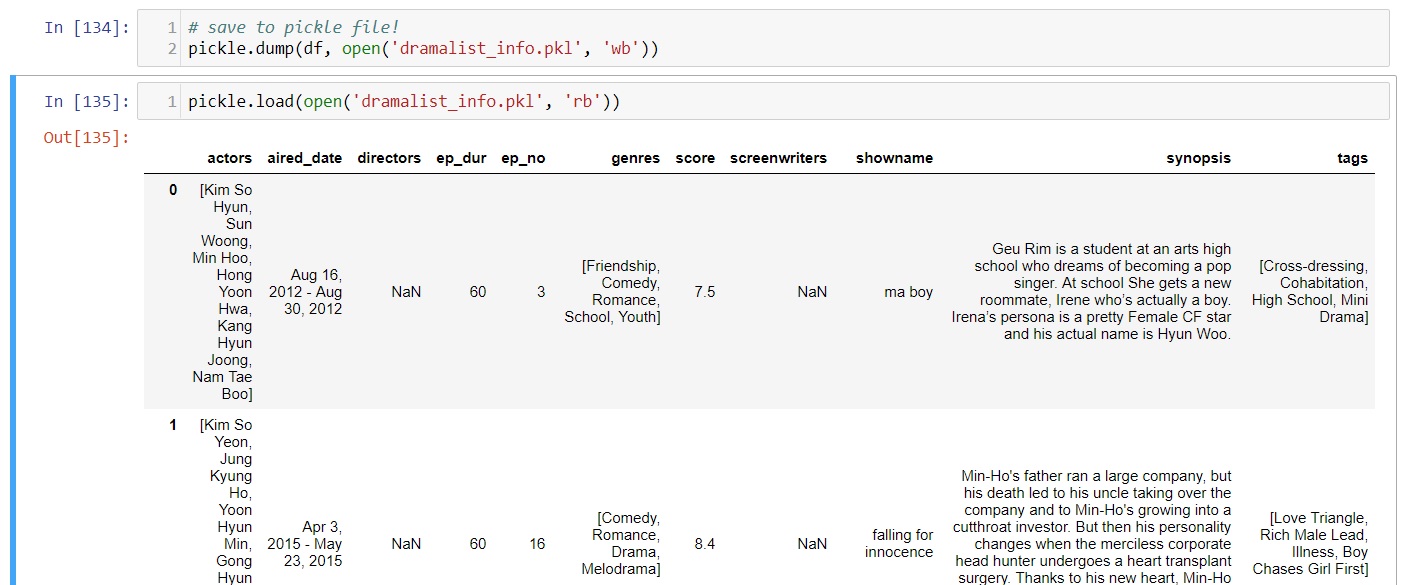 In [134]:
1 # save to pickle file!
2 pickle.dump(df, open('dramalist_info.pkl', 'wb'))
In [135]:
1 pickle.load(open('dramalist_info.pkl', 'rb'))
Out[135]:
actors aired_date directors ep_dur ep_no genres score screenwriters showname synopsis tags
0
[Kim So
Hyun,
Sun
Woong,
Min Hoo,
Hong
Yoon
Hwa,
Kang
Hyun
Joong,
Nam Tae
Boo]
Aug 16,
2012 - Aug
30, 2012
NaN
60
3
[Friendship,
Comedy,
Romance,
School, Youth]
7.5
NaN
ma boy
Geu Rim is a student at an arts high
school who dreams of becoming a pop
singer. At school She gets a new
roommate, Irene who's actually a boy.
Irena's persona is a pretty Female CF star
and his actual name is Hyun Woo.
[Cross-dressing,
Cohabitation,
High School, Mini
Drama]
1
[Kim So
Yeon,
Jung
Kyung
Ho,
Yoon
Hyun
Min,
Gong
Hyun
Apr 3,
2015 - May
23, 2015
NaN
60
16
[Comedy,
Romance,
Drama,
Melodrama]
8.4
NaN
falling for
innocence
Min-Ho's father ran a large company, but
his death led to his uncle taking over the
company and to Min-Ho's growing into a
cutthroat investor. But then his personality
changes when the merciless corporate
head hunter undergoes a heart transplant
surgery. Thanks to his new heart, Min-Ho
[Love Triangle,
Rich Male Lead,
Illness, Boy
Chases Girl First]